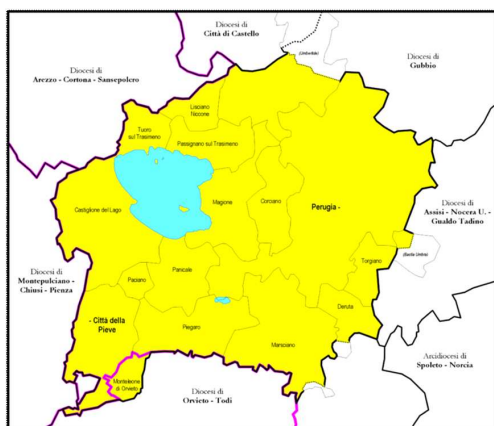 Diocesi di
Città di Castello
(Umbertide)
Diocesi di
Gubbio
Diocesi di
Arezzo - Cortona - Sansepolcro
Lisciano
Niccone
Tuoro
sul Trasimeno
Passignano sul Trasimeno
Castiglione del Lago
Magione
Corciano
Perugia -
Diocesi di
Assisi - Nocera U. -
Gualdo Tadino
(Bastia Umbra)
Torgiano
Diocesi di
Montepulciano -
Chiusi - Pienza
Paciano
Panicale
Deruta
- Città della
Pieve
Piegaro
Marsciano
Arcidiocesi di
Spoleto - Norcia
Monteleone
di Orvieto
Diocesi di
Orvieto - Todi